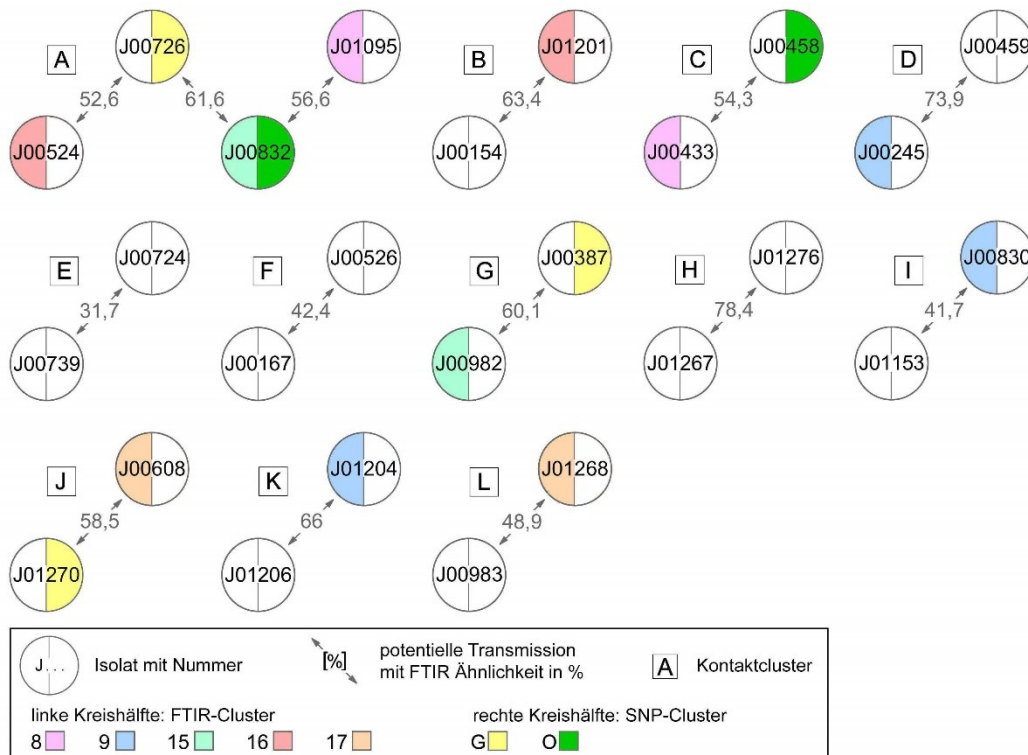 J00726 J01095 J01201 J00458 J00459
A B C D
52,6 61,6 56,6 63,4 54,3 73,9
J00524 J00832 J00154 J00433 J00245
J00724 J00526 J00387 J01276 J00830
E F G H I
31,7 42,4 60,1 78,4 41,7
J00739 J00167 J00982 J01267 J01153
J00608 J01204 J01268
J K L
58,5 66 48,9
J01270 J01206 J00983
J... Isolat mit Nummer
[%] potentielle Transmission
mit FTIR Ähnlichkeit in %
A Kontaktcluster
linke Kreishälfte: FTIR-Cluster
8 9 15 16 17
rechte Kreishälfte: SNP-Cluster
G O